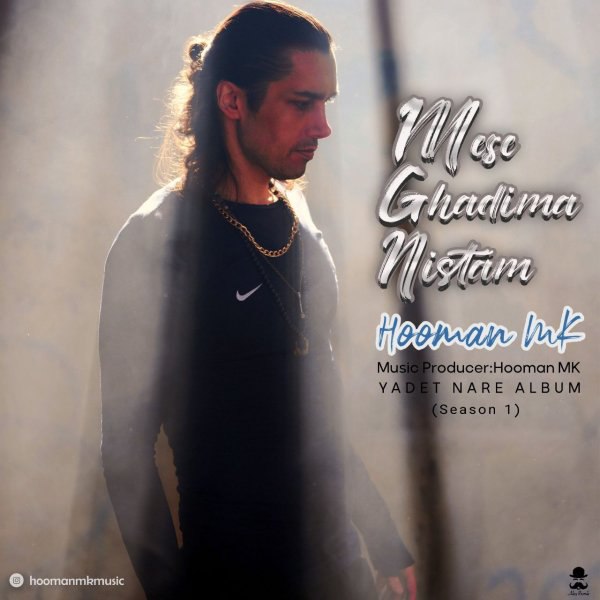 Mese
Ghadima
Nistam
Hooman MK
Music Producer:Hooman MK
YADET NARE ALBUM
(Season 1)
hoomanmkmusic